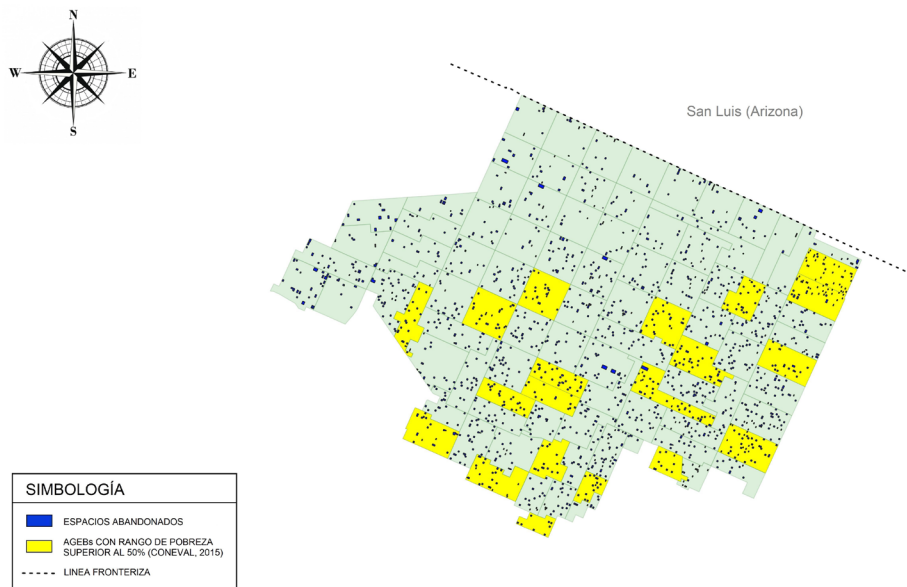 N
W
E
S
San Luis (Arizona)
SIMBOLOGÍA
ESPACIOS ABANDONADOS
AGEBs CON RANGO DE POBREZA
SUPERIOR AL 50% (CONEVAL, 2015)
LINEA FRONTERIZA